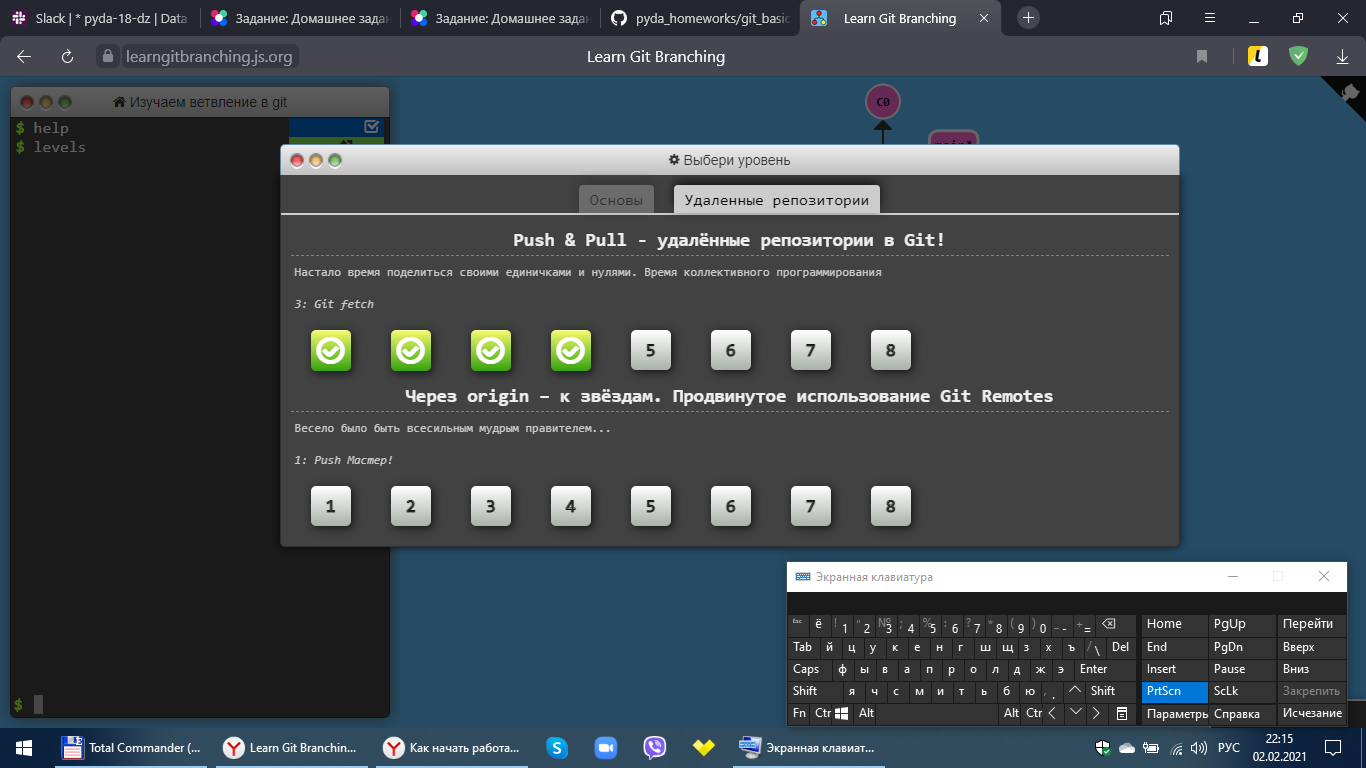 Slack | * pyda-18-dz | Data
Задание: Домашнее задан
Задание: Домашнее задан
pyda_homeworks/git_basic
Learn Git Branching
learngitbranching.js.org
Learn Git Branching
Изучаем ветвление в git
$ help
$ levels
C0
Выбери уровень
Основы
Удаленные репозитории
Push & Pull - удалённые репозитории в Git!
Настало время поделиться своими единичками и нулями. Время коллективного программирования
3: Git fetch
5 6 7 8
Через origin – к звёздам. Продвинутое использование Git Remotes
Весело было быть всесильным мудрым правителем...
1: Push Мастер!
1 2 3 4 5 6 7 8
$
Экранная клавиатура
Esc ё ! 1 " 2 № 3 ; 4 % 5 : 6 ? 7 * 8 ( 9 ) 0 _ - + = Home PgUp Перейти
Tab й ц у к е н г ш щ з х ъ / \ Del End PgDn Вверх
Caps ф ы в а п р о л д ж э Enter Insert Pause Вниз
Shift я ч с м и т ь б ю , . Shift PrtScn ScLk Закрепить
Fn Ctr Alt Alt Ctr Параметры Справка Исчезание
Total Commander (...
Learn Git Branchin...
Как начать работа...
Экранная клавиат...
РУС
22:15
02.02.2021